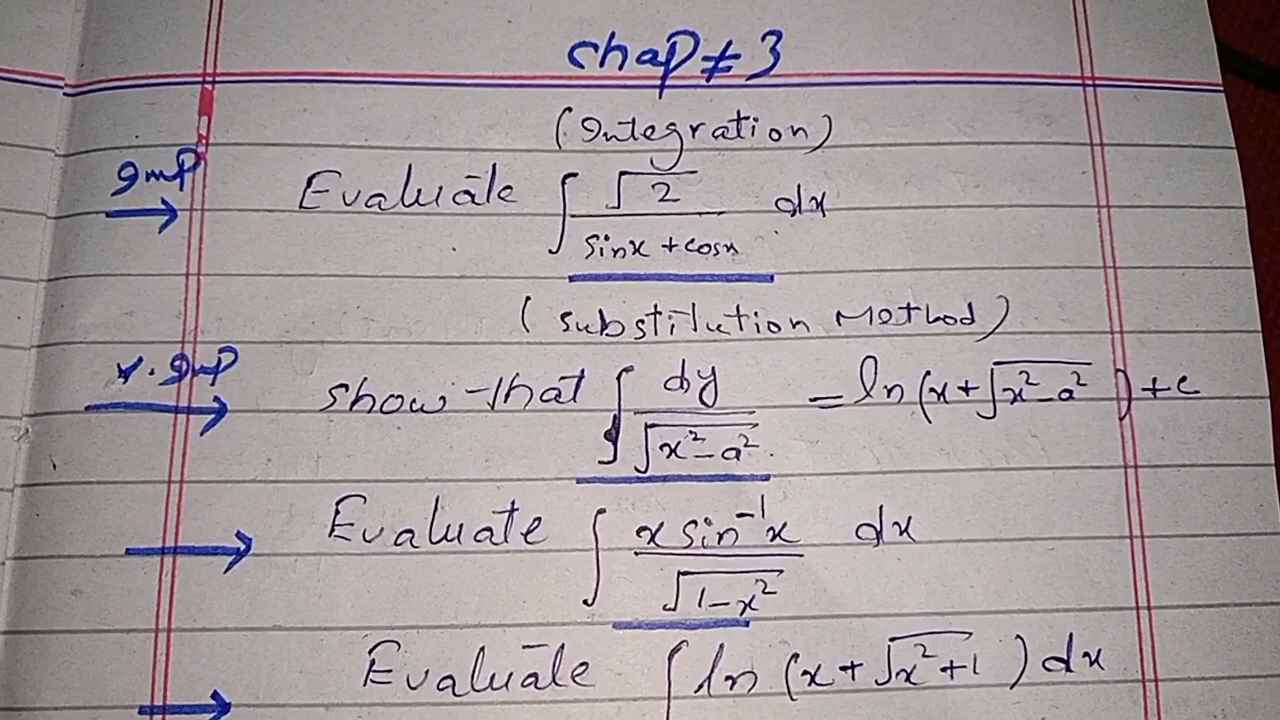 Chap # 3
(Integration)
Imp → Evaluate ∫ √2 / (sinx + cosx) dx
(substitution Method)
v. Imp → show that ∫ dy / √(x²-a²) = ln(x+√(x²-a²)) + c
→ Evaluate ∫ x sin⁻¹x / √(1-x²) dx
→ Evaluate ∫ ln (x+√(x²+1)) dx